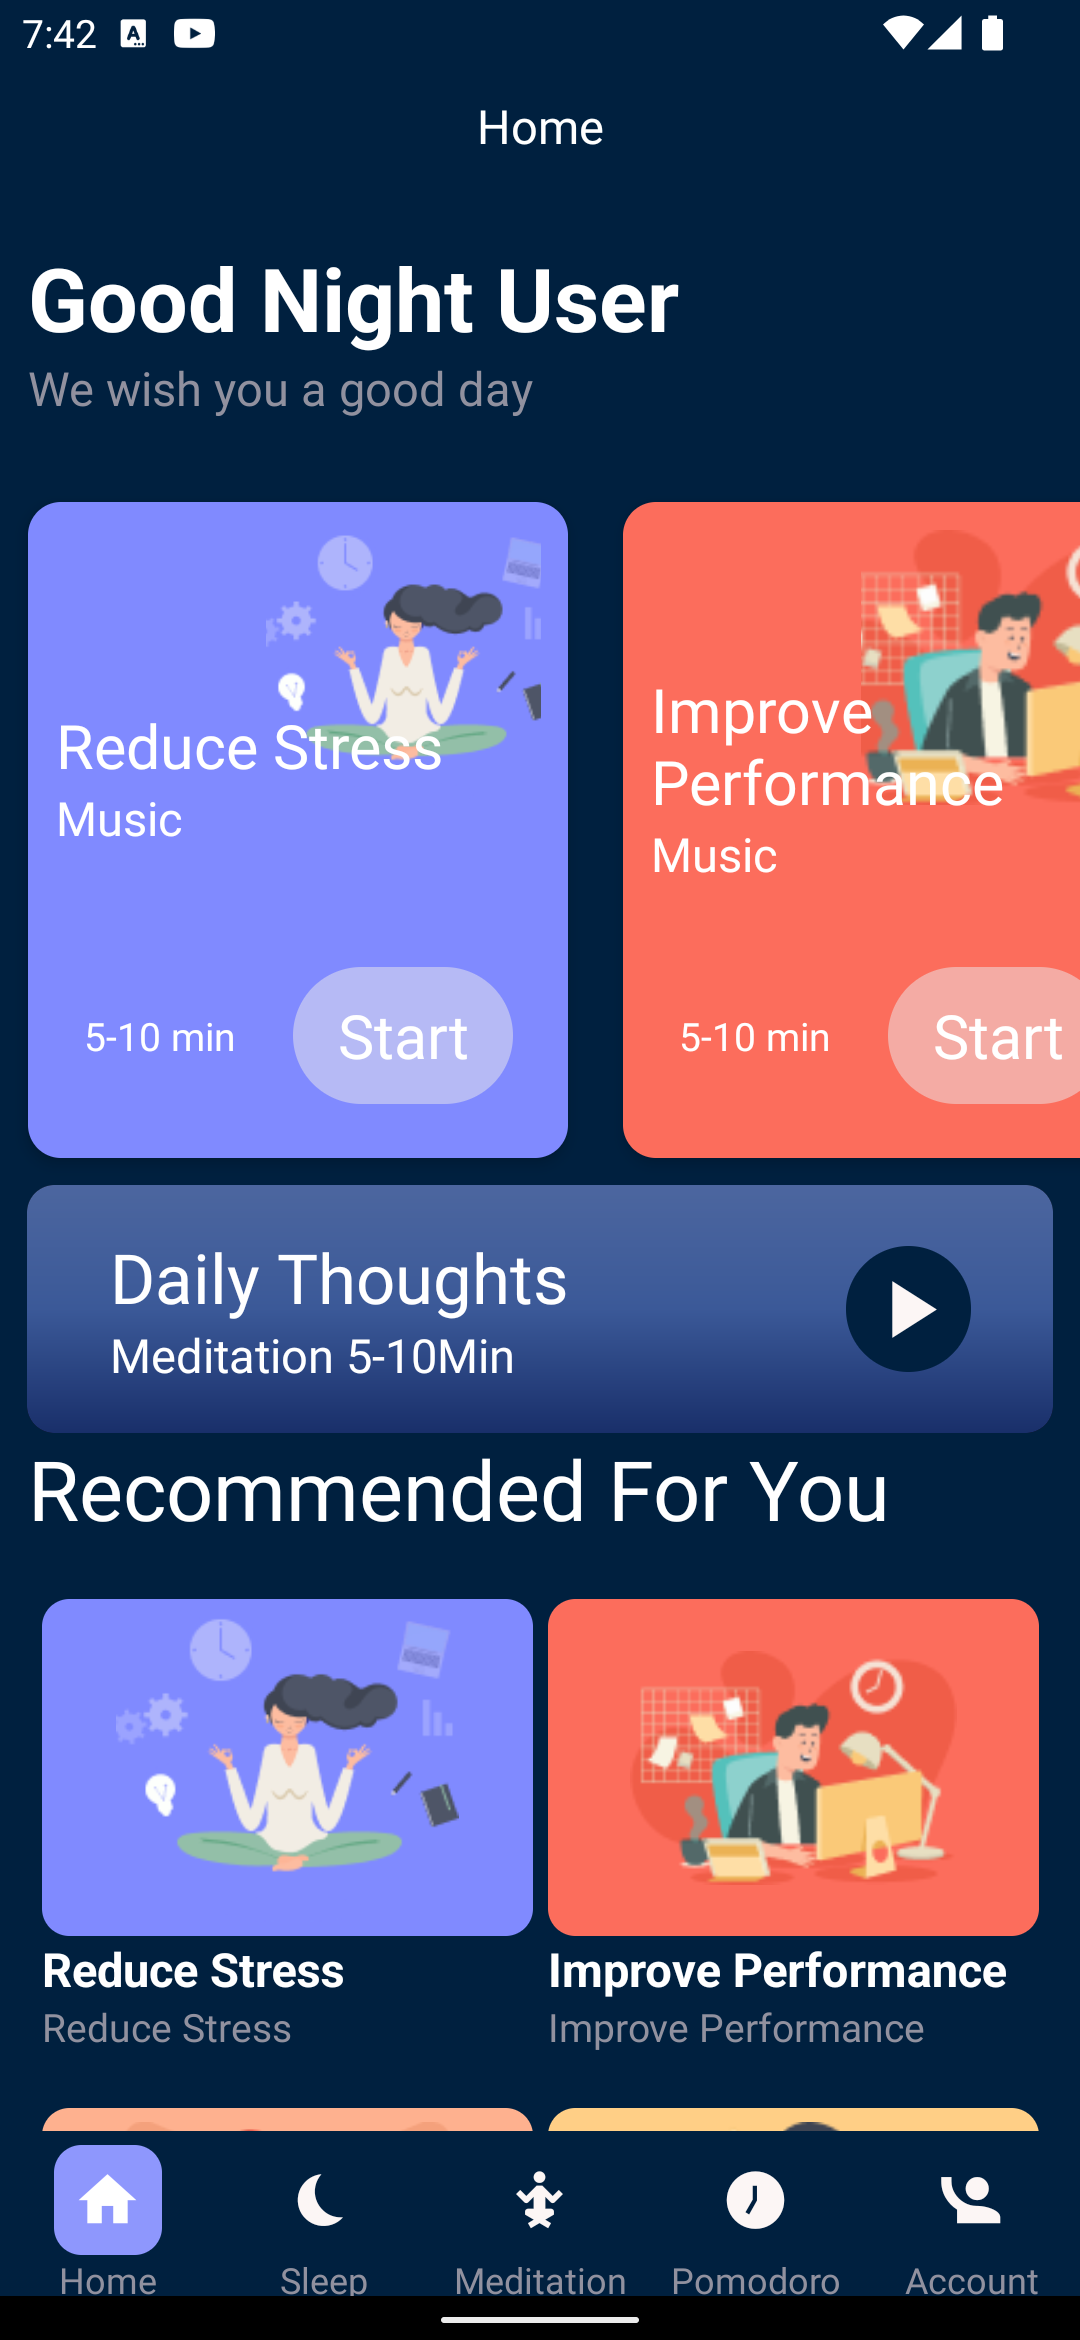 7:42
Home
Good Night User
We wish you a good day
Reduce Stress
Music
5-10 min
Start
Improve
Performance
Music
5-10 min
Start
Daily Thoughts
Meditation 5-10Min
Recommended For You
Reduce Stress
Reduce Stress
Improve Performance
Improve Performance
Home
Sleep
Meditation
Pomodoro
Account